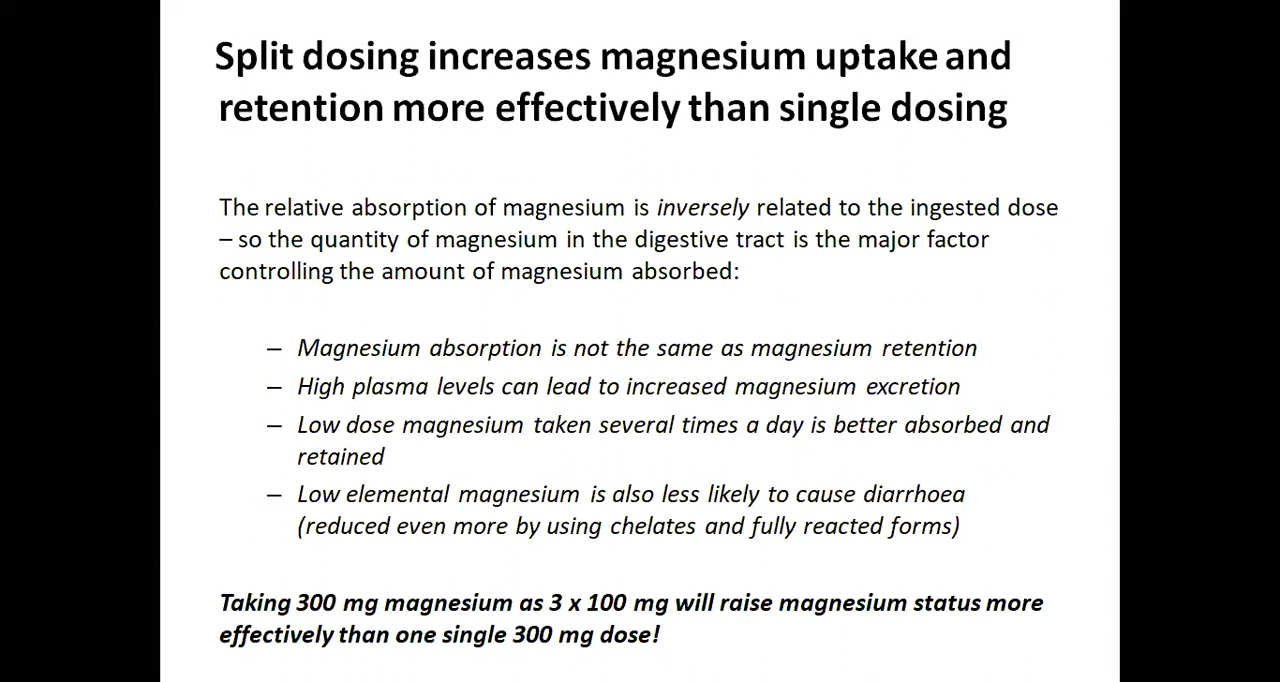 Split dosing increases magnesium uptake and
retention more effectively than single dosing
The relative absorption of magnesium is inversely related to the ingested dose
– so the quantity of magnesium in the digestive tract is the major factor
controlling the amount of magnesium absorbed:
– Magnesium absorption is not the same as magnesium retention
– High plasma levels can lead to increased magnesium excretion
– Low dose magnesium taken several times a day is better absorbed and
retained
– Low elemental magnesium is also less likely to cause diarrhoea
(reduced even more by using chelates and fully reacted forms)
Taking 300 mg magnesium as 3 x 100 mg will raise magnesium status more
effectively than one single 300 mg dose!